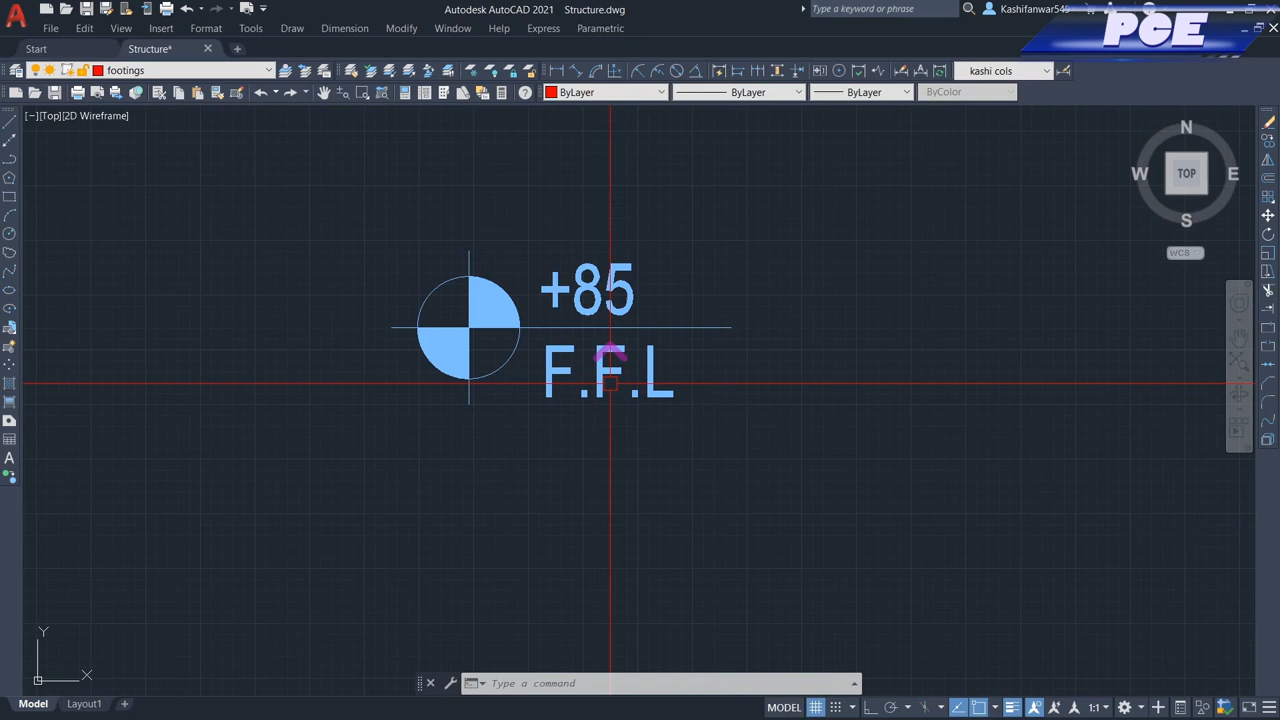 Autodesk AutoCAD 2021 Structure.dwg
Type a keyword or phrase
Kashifanwar545
PCE
File Edit View Insert Format Tools Draw Dimension Modify Window Help Express Parametric
Start
Structure*
footings
kashi cols
ByLayer
ByLayer
ByLayer
ByColor
[−][Top][2D Wireframe]
N
W
TOP
E
S
WCS
+85
F.F.L
Y
X
Type a command
Model
Layout1
MODEL
1:1